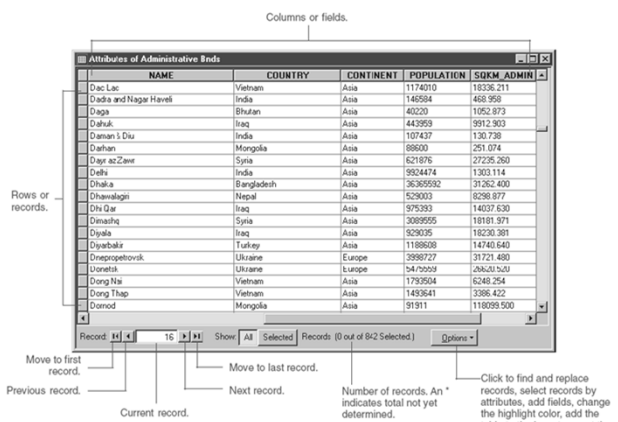 Columns or fields.
Attributes of Administrative Bnds
NAME COUNTRY CONTINENT POPULATION SQKM_ADMIN
Dac Lac Vietnam Asia 1174010 18336.211
Dadra and Nagar Haveli India Asia 146584 468.958
Daga Bhutan Asia 40220 1052.873
Dahuk Iraq Asia 443959 9912.903
Daman & Diu India Asia 107437 130.738
Darhan Mongolia Asia 88600 251.074
Dayr az Zawr Syria Asia 621876 27235.260
Delhi India Asia 9924474 1303.114
Dhaka Bangladesh Asia 36365592 31262.400
Dhawalagiri Nepal Asia 529003 8298.877
Dhi Qar Iraq Asia 975393 14037.630
Dimashq Syria Asia 3089555 18181.971
Diyala Iraq Asia 929035 18230.381
Diyarbakir Turkey Asia 1188608 14740.640
Dnepropetrovsk Ukraine Europe 3998727 31721.480
Donetsk Ukraine Europe 5475559 26620.520
Dong Nai Vietnam Asia 1793504 6248.254
Dong Thap Vietnam Asia 1493641 3386.422
Dornod Mongolia Asia 91911 118099.500
Rows or
records.
Record: 16 Show: All Selected Records (0 out of 842 Selected.) Options
Move to first
record.
Previous record.
Current record.
Next record.
Move to last record.
Number of records. An *
indicates total not yet
determined.
Click to find and replace
records, select records by
attributes, add fields, change
the highlight color, add the